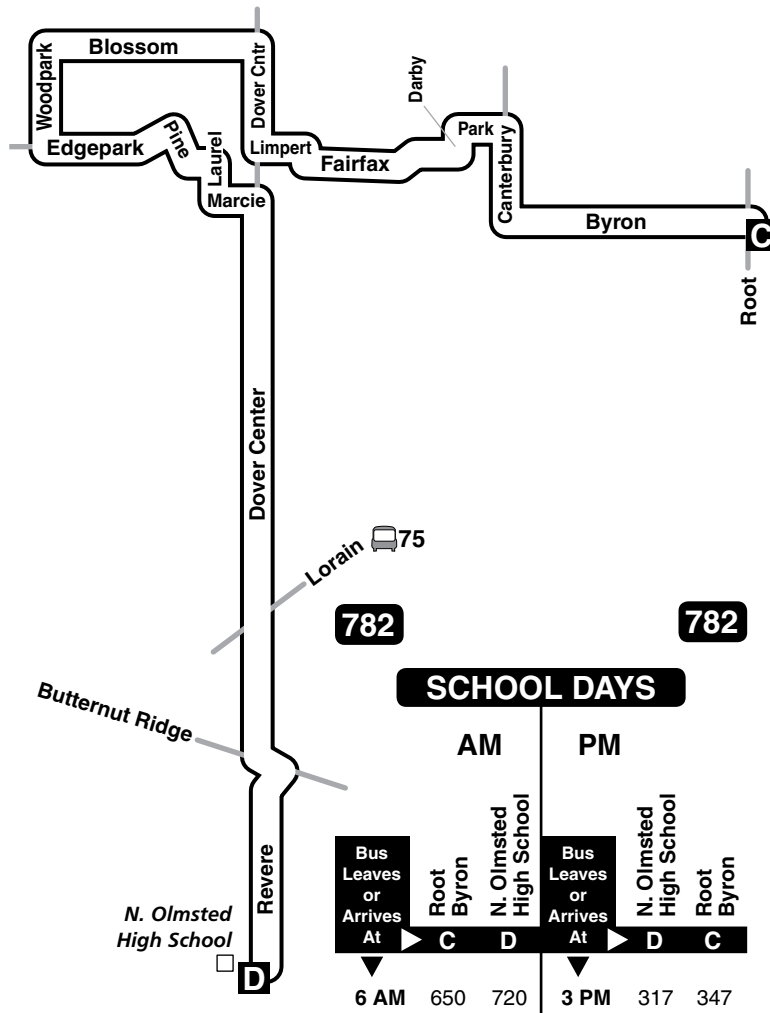 Blossom
Woodpark
Dover Cntr
Darby
Edgepark
Pine
Laurel
Limpert
Fairfax
Park
Canterbury
Marcie
Byron
C
Root
Dover Center
Lorain 75
782 782
Butternut Ridge
SCHOOL DAYS
AM PM
Revere
N. Olmsted
High School
D
Bus
Leaves
or
Arrives
At
Root
Byron
C
N. Olmsted
High School
D
Bus
Leaves
or
Arrives
At
N. Olmsted
High School
D
Root
Byron
C
6 AM 650 720 3 PM 317 347